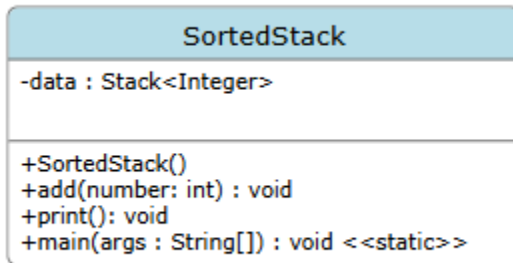 SortedStack
-data : Stack<Integer>
+SortedStack()
+add(number: int) : void
+print(): void
+main(args : String[]) : void <<static>>